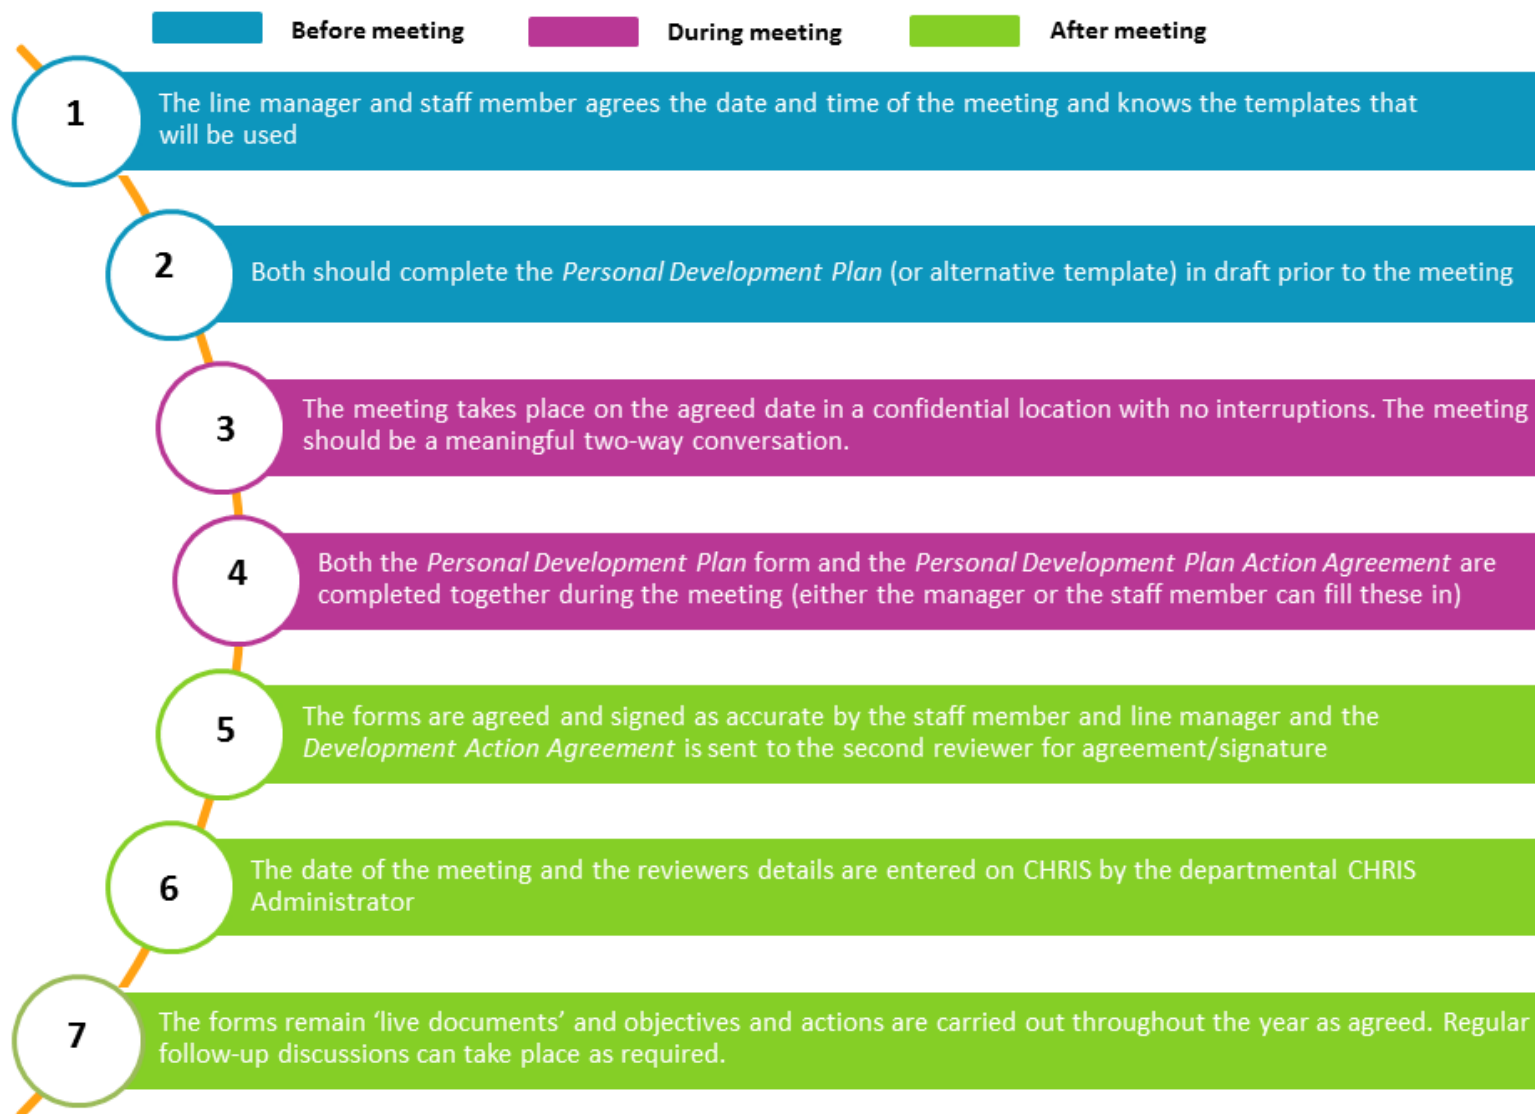 Before meeting
During meeting
After meeting
1
The line manager and staff member agrees the date and time of the meeting and knows the templates that
will be used
2
Both should complete the Personal Development Plan (or alternative template) in draft prior to the meeting
3
The meeting takes place on the agreed date in a confidential location with no interruptions. The meeting
should be a meaningful two-way conversation.
4
Both the Personal Development Plan form and the Personal Development Plan Action Agreement are
completed together during the meeting (either the manager or the staff member can fill these in)
5
The forms are agreed and signed as accurate by the staff member and line manager and the
Development Action Agreement is sent to the second reviewer for agreement/signature
6
The date of the meeting and the reviewers details are entered on CHRIS by the departmental CHRIS
Administrator
7
The forms remain ‘live documents’ and objectives and actions are carried out throughout the year as agreed. Regular
follow-up discussions can take place as required.